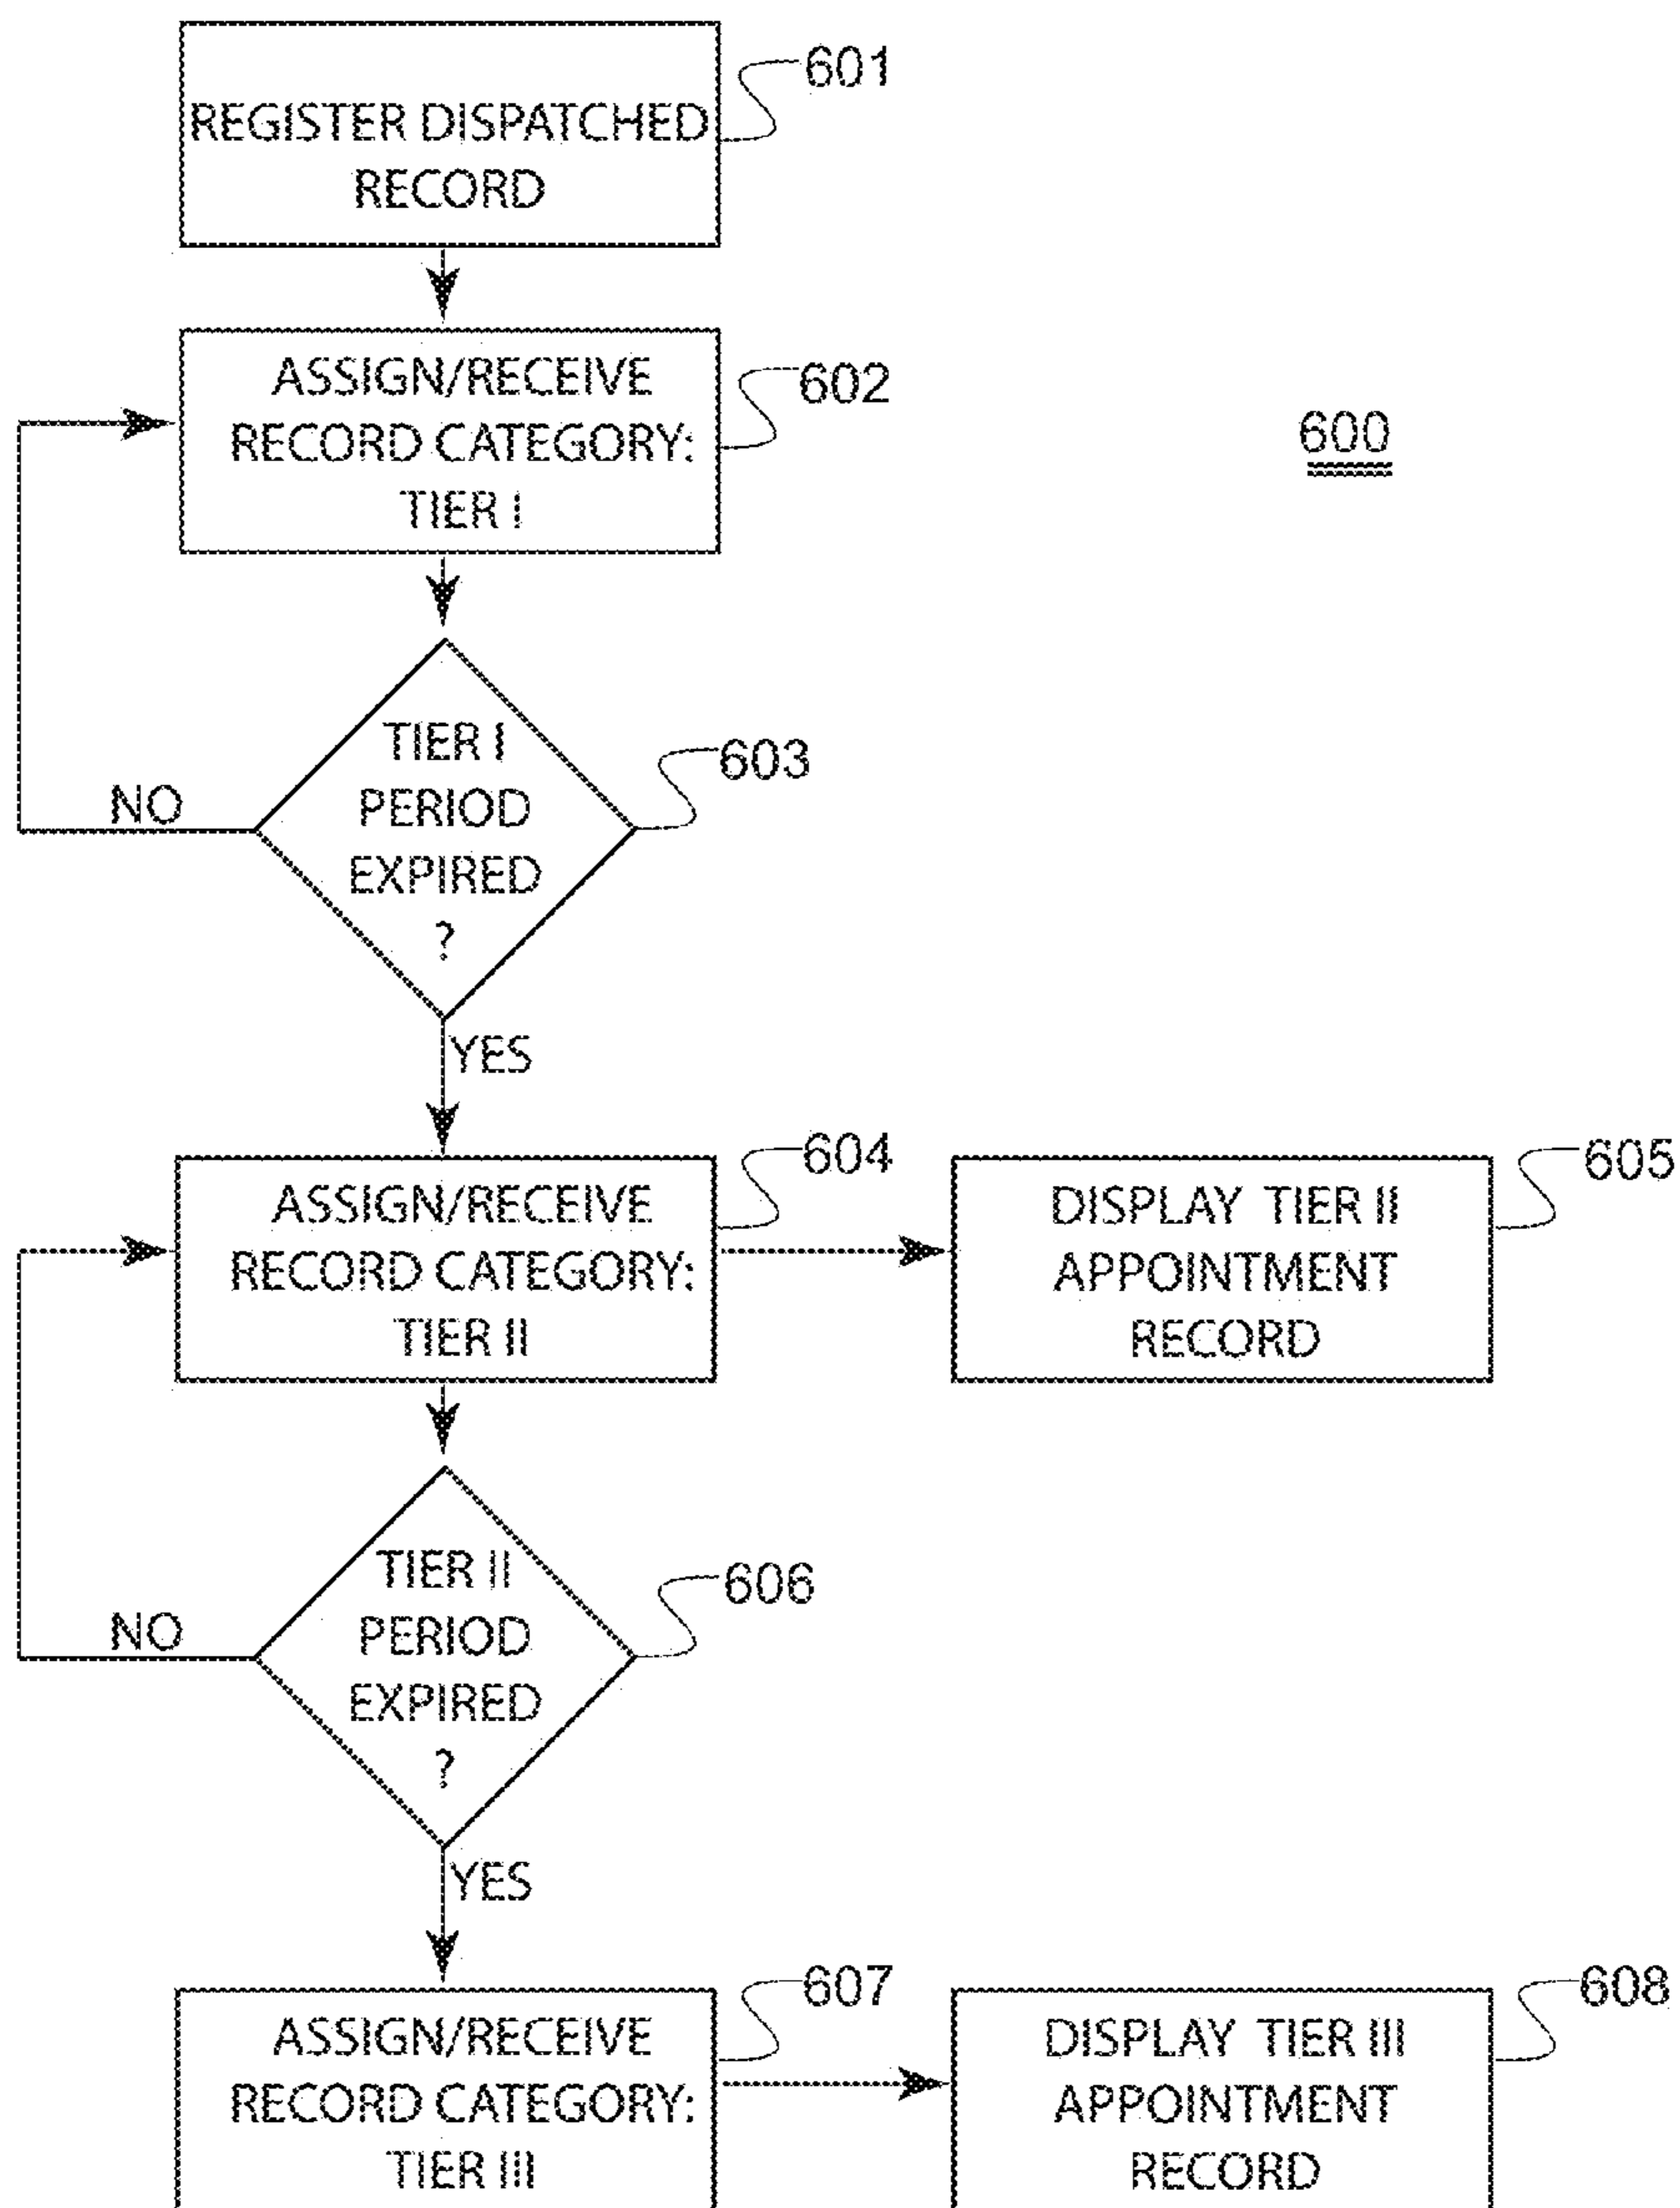 REGISTER DISPATCHED
RECORD
601
ASSIGN/RECEIVE
RECORD CATEGORY:
TIER I
602
600
TIER I
PERIOD
EXPIRED
?
603
NO
YES
ASSIGN/RECEIVE
RECORD CATEGORY:
TIER II
604
DISPLAY TIER II
APPOINTMENT
RECORD
605
TIER II
PERIOD
EXPIRED
?
606
NO
YES
ASSIGN/RECEIVE
RECORD CATEGORY:
TIER III
607
DISPLAY TIER III
APPOINTMENT
RECORD
608